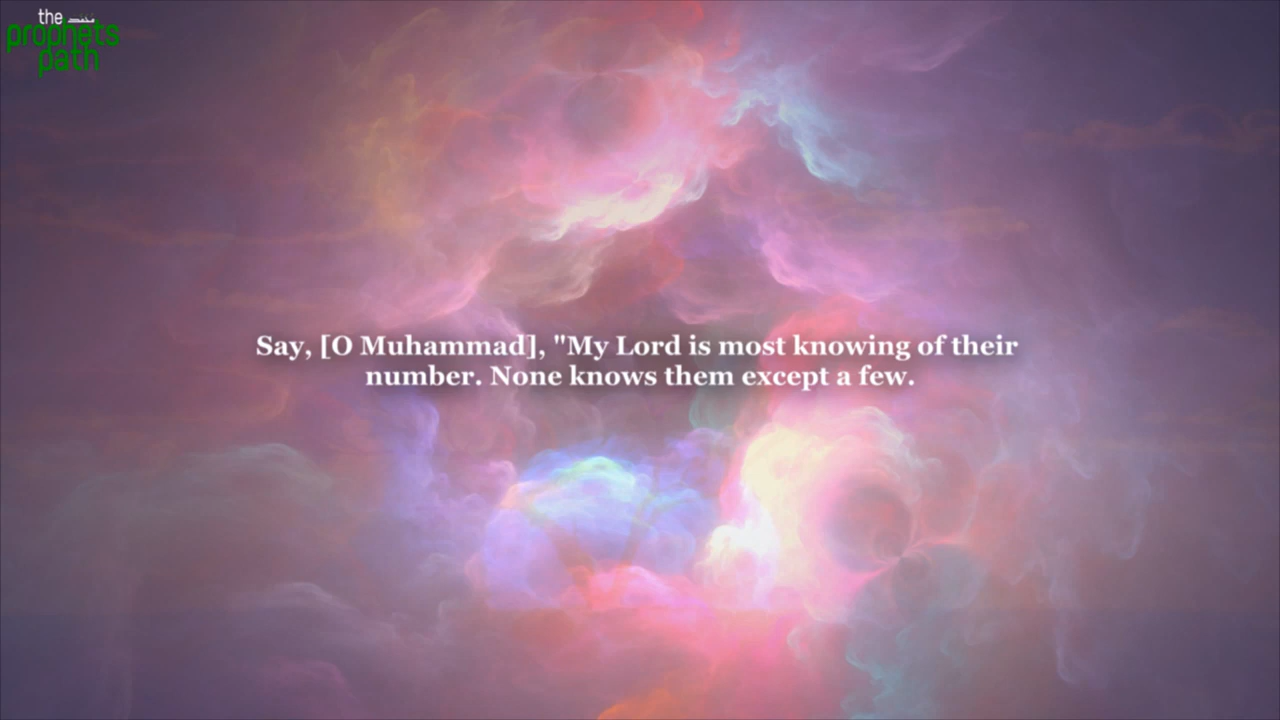 the
prophets
path
Say, [O Muhammad], "My Lord is most knowing of their
number. None knows them except a few.